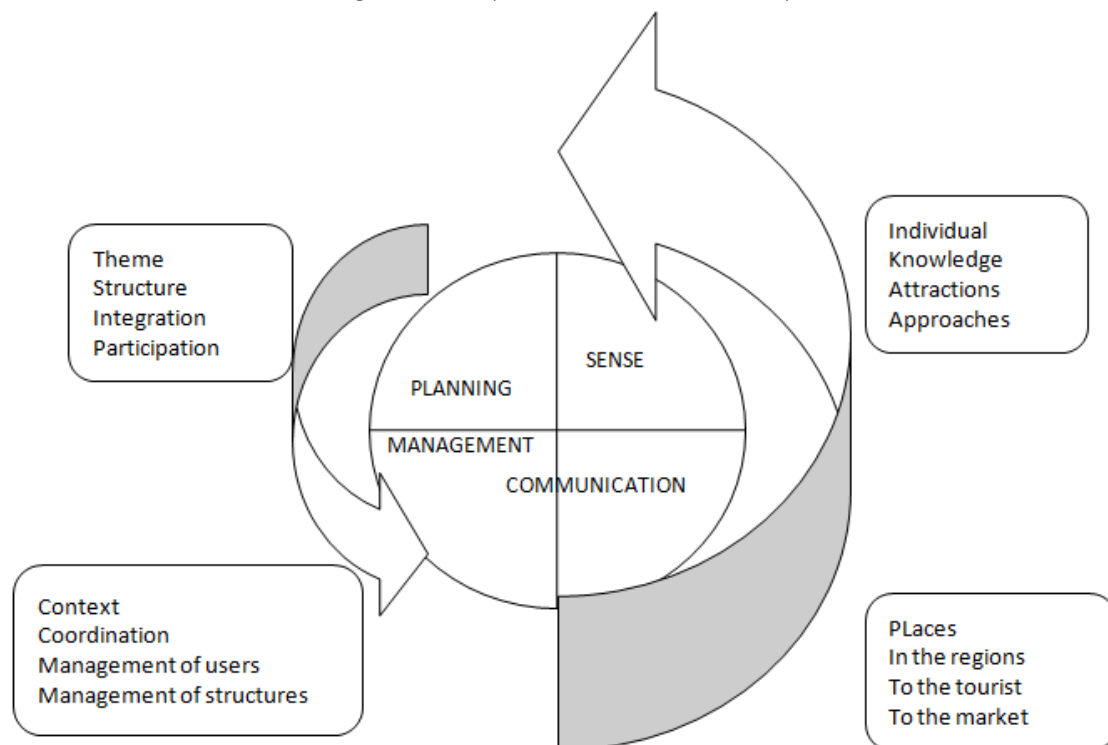 Theme
Structure
Integration
Participation
Individual
Knowledge
Attractions
Approaches
SENSE
PLANNING
MANAGEMENT
COMMUNICATION
Context
Coordination
Management of users
Management of structures
PLaces
In the regions
To the tourist
To the market